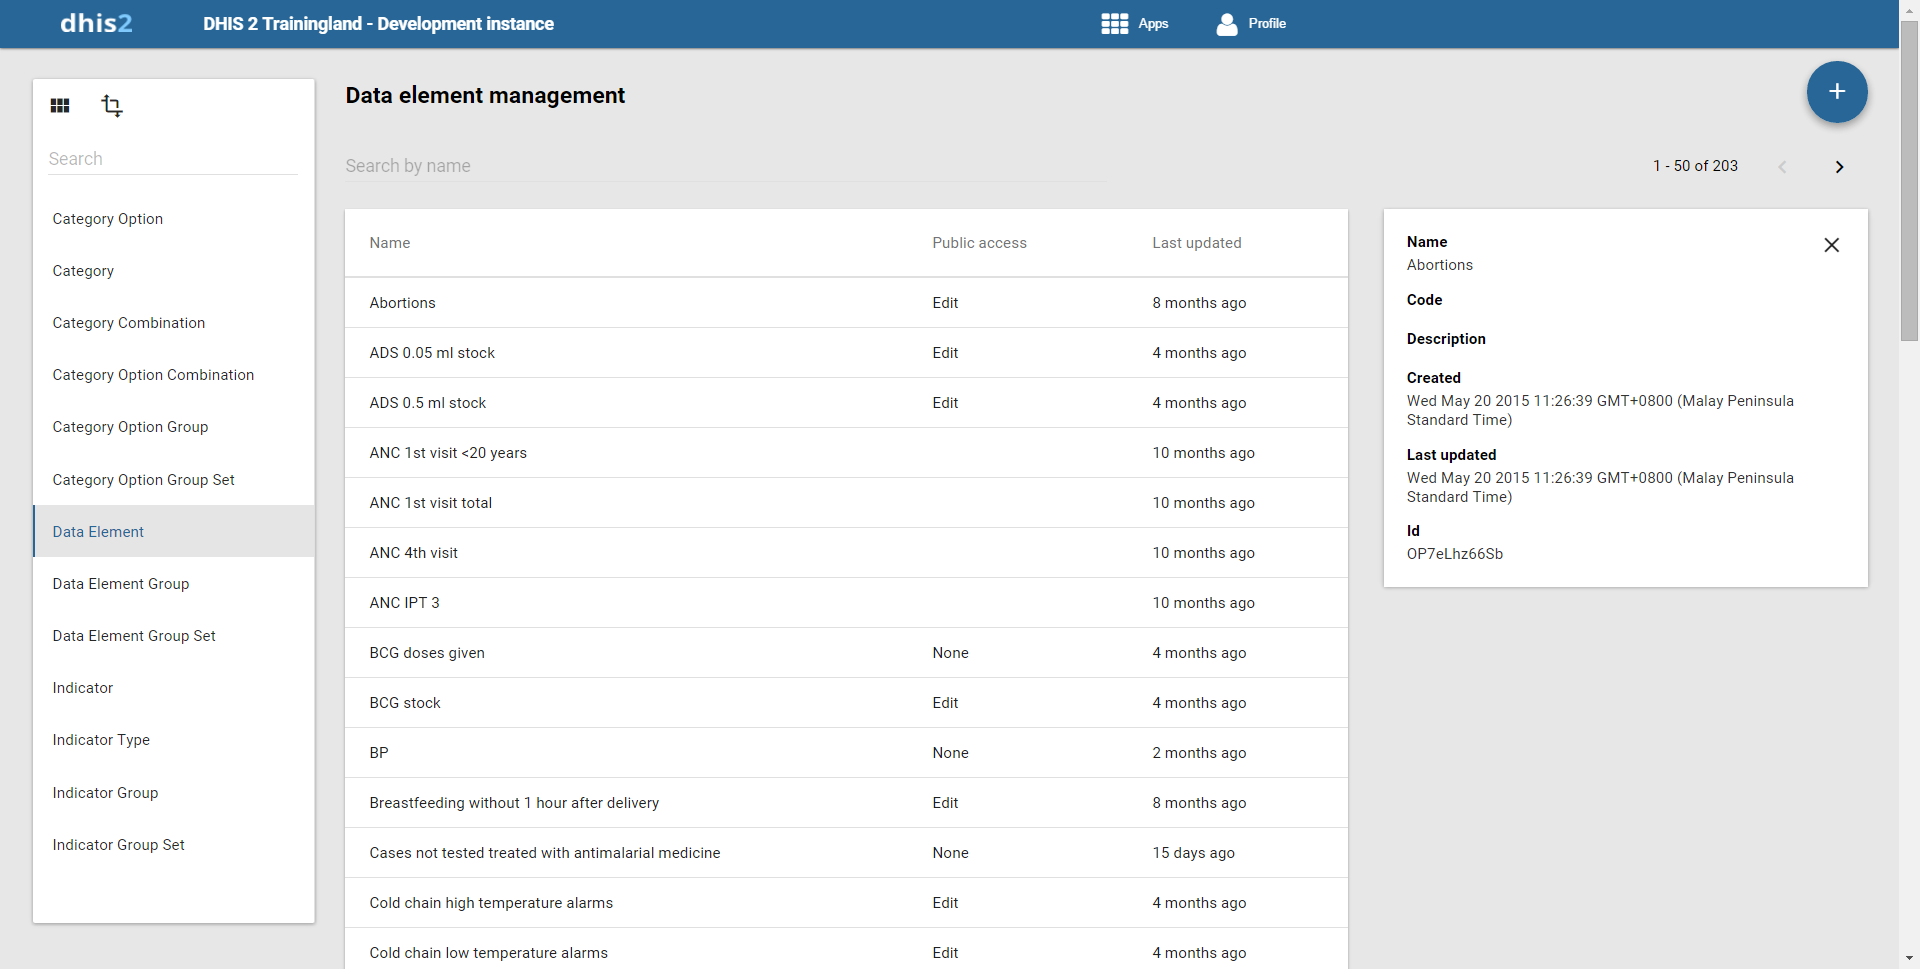 dhis2
DHIS 2 Trainingland - Development instance
Apps
Profile
Search
Category Option
Category
Category Combination
Category Option Combination
Category Option Group
Category Option Group Set
Data Element
Data Element Group
Data Element Group Set
Indicator
Indicator Type
Indicator Group
Indicator Group Set
Data element management
+
Search by name
1 - 50 of 203
Name Public access Last updated
Abortions Edit 8 months ago
ADS 0.05 ml stock Edit 4 months ago
ADS 0.5 ml stock Edit 4 months ago
ANC 1st visit <20 years 10 months ago
ANC 1st visit total 10 months ago
ANC 4th visit 10 months ago
ANC IPT 3 10 months ago
BCG doses given None 4 months ago
BCG stock Edit 4 months ago
BP None 2 months ago
Breastfeeding without 1 hour after delivery Edit 8 months ago
Cases not tested treated with antimalarial medicine None 15 days ago
Cold chain high temperature alarms Edit 4 months ago
Cold chain low temperature alarms Edit 4 months ago
Name
Abortions
Code
Description
Created
Wed May 20 2015 11:26:39 GMT+0800 (Malay Peninsula
Standard Time)
Last updated
Wed May 20 2015 11:26:39 GMT+0800 (Malay Peninsula
Standard Time)
Id
OP7eLhz66Sb